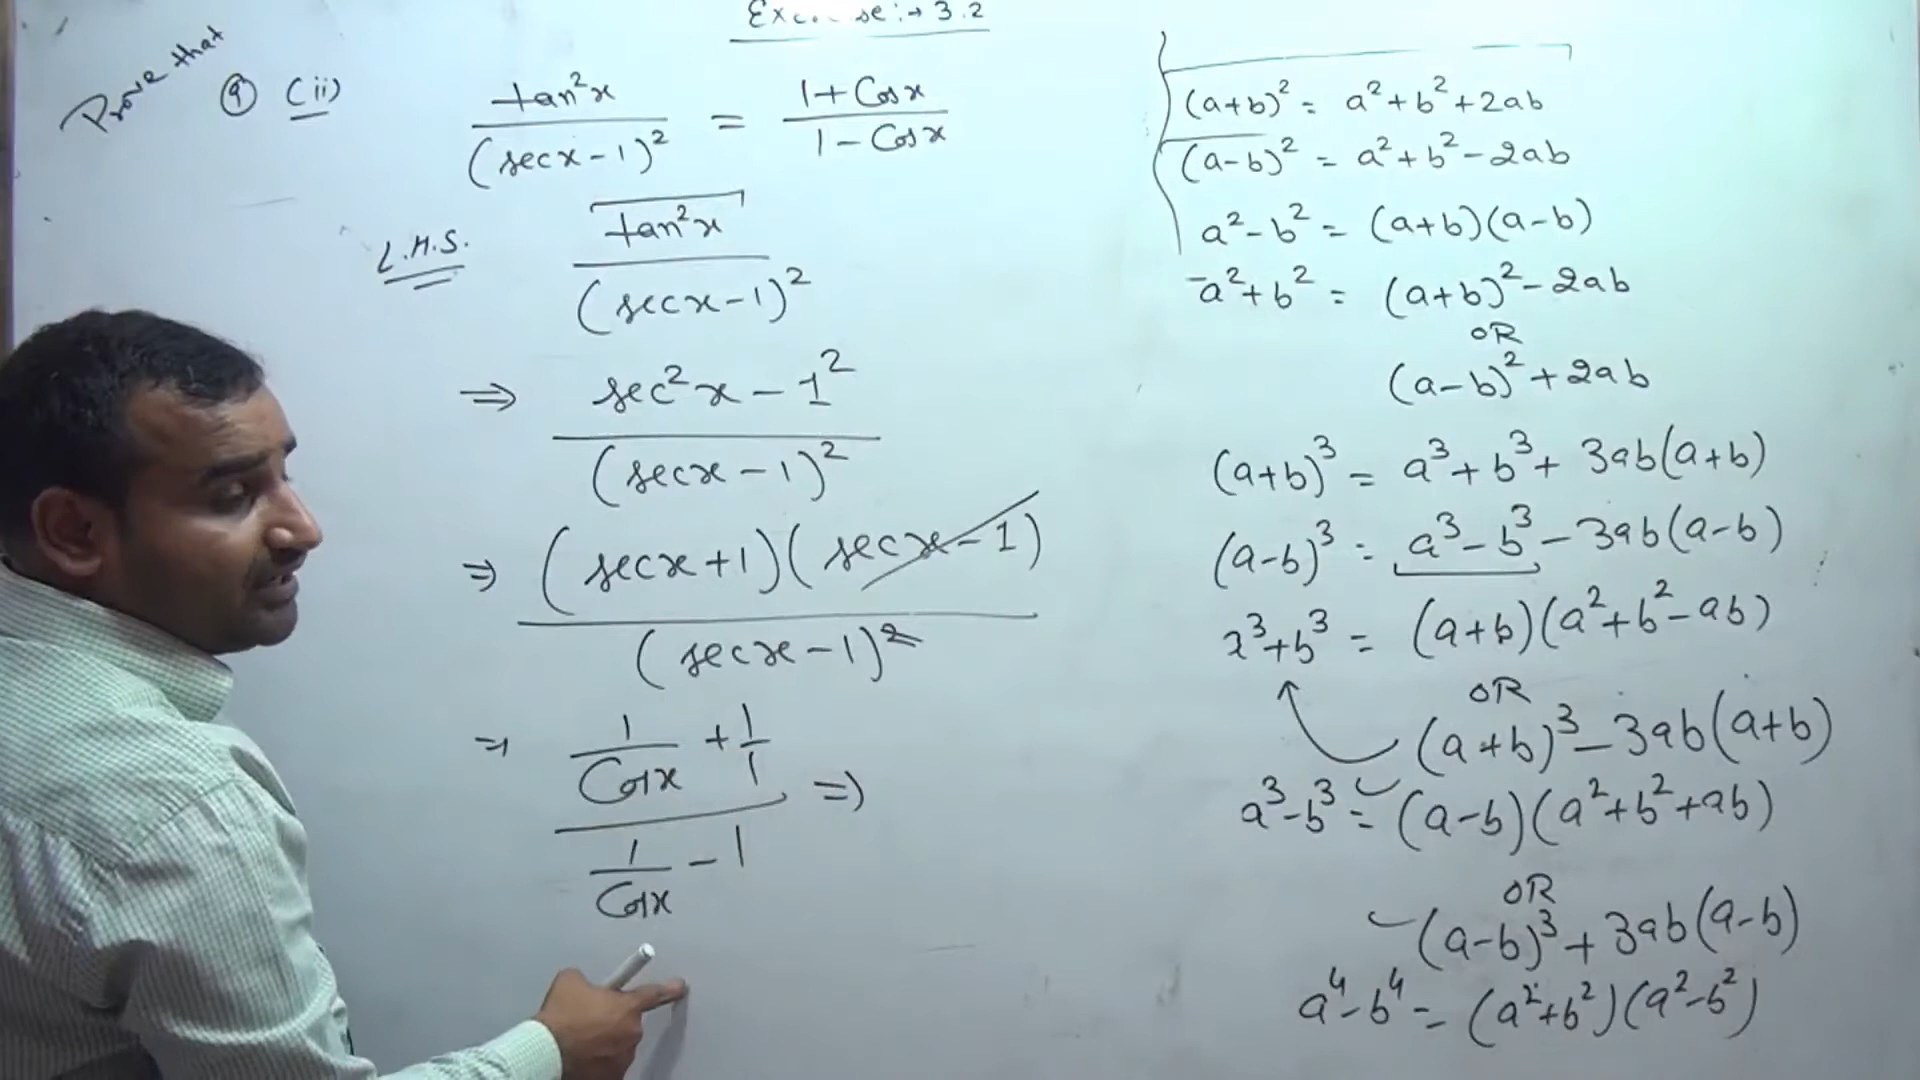 3.2
Prove that
9 (ii) tan²x / (secx - 1)² = 1 + Cosx / 1 - Cosx
L.H.S. tan²x / (secx - 1)²
⇒ sec²x - 1² / (secx - 1)²
⇒ (secx + 1)(secx - 1) / (secx - 1)²
⇒ 1/Cosx + 1/1 / 1/Cosx - 1 ⇒
(a+b)² = a² + b² + 2ab
(a-b)² = a² + b² - 2ab
a² - b² = (a+b)(a-b)
a² + b² = (a+b)² - 2ab
OR
(a-b)² + 2ab
(a+b)³ = a³ + b³ + 3ab(a+b)
(a-b)³ = a³ - b³ - 3ab(a-b)
a³ + b³ = (a+b)(a² + b² - ab)
OR
(a+b)³ - 3ab(a+b)
a³ - b³ = (a-b)(a² + b² + ab)
OR
(a-b)³ + 3ab(a-b)
a⁴ - b⁴ = (a² + b²)(a² - b²)